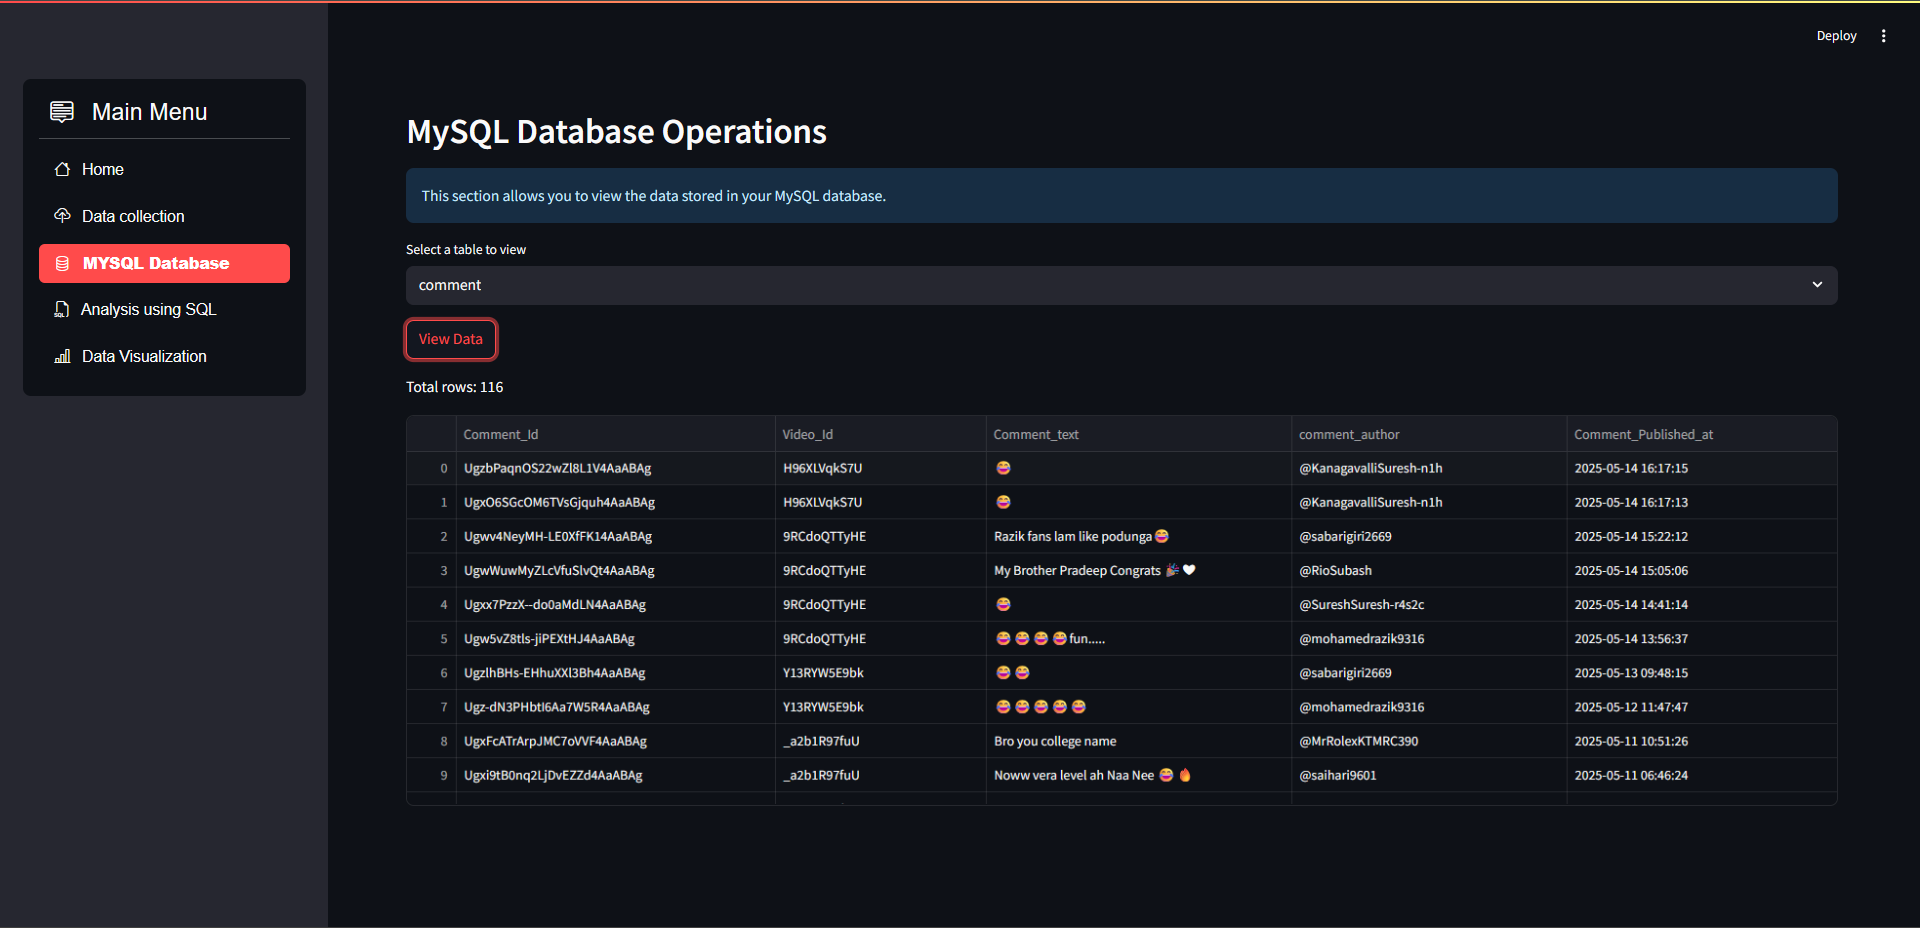 Deploy
Main Menu
Home
Data collection
MYSQL Database
Analysis using SQL
Data Visualization
MySQL Database Operations
This section allows you to view the data stored in your MySQL database.
Select a table to view
comment
View Data
Total rows: 116
Comment_Id Video_Id Comment_text comment_author Comment_Published_at
0 UgzbPaqnOS22wZl8L1V4AaABAg H96XLVqkS7U 😂 @KanagavalliSuresh-n1h 2025-05-14 16:17:15
1 UgxO6SGcOM6TVsGjquh4AaABAg H96XLVqkS7U 😂 @KanagavalliSuresh-n1h 2025-05-14 16:17:13
2 Ugwv4NeyMH-LE0XfFK14AaABAg 9RCdoQTTyHE Razik fans lam like podunga😂 @sabarigiri2669 2025-05-14 15:22:12
3 UgwWuwMyZLcVfuSlvQt4AaABAg 9RCdoQTTyHE My Brother Pradeep Congrats 🎉🤍 @RioSubash 2025-05-14 15:05:06
4 Ugxx7PzzX--do0aMdLN4AaABAg 9RCdoQTTyHE 😂 @SureshSuresh-r4s2c 2025-05-14 14:41:14
5 Ugw5vZ8tls-jiPEXtHJ4AaABAg 9RCdoQTTyHE 😂😂😂😂fun..... @mohamedrazik9316 2025-05-14 13:56:37
6 UgzlhBHs-EHhuXXl3Bh4AaABAg Y13RYW5E9bk 😂😂 @sabarigiri2669 2025-05-13 09:48:15
7 Ugz-dN3PHbtI6Aa7W5R4AaABAg Y13RYW5E9bk 😂😂😂😂😂 @mohamedrazik9316 2025-05-12 11:47:47
8 UgxFcATrArpJMC7oVVF4AaABAg _a2b1R97fuU Bro you college name @MrRolexKTMRC390 2025-05-11 10:51:26
9 Ugxi9tB0nq2LjDvEZZd4AaABAg _a2b1R97fuU Noww vera level ah Naa Nee 😂🔥 @saihari9601 2025-05-11 06:46:24